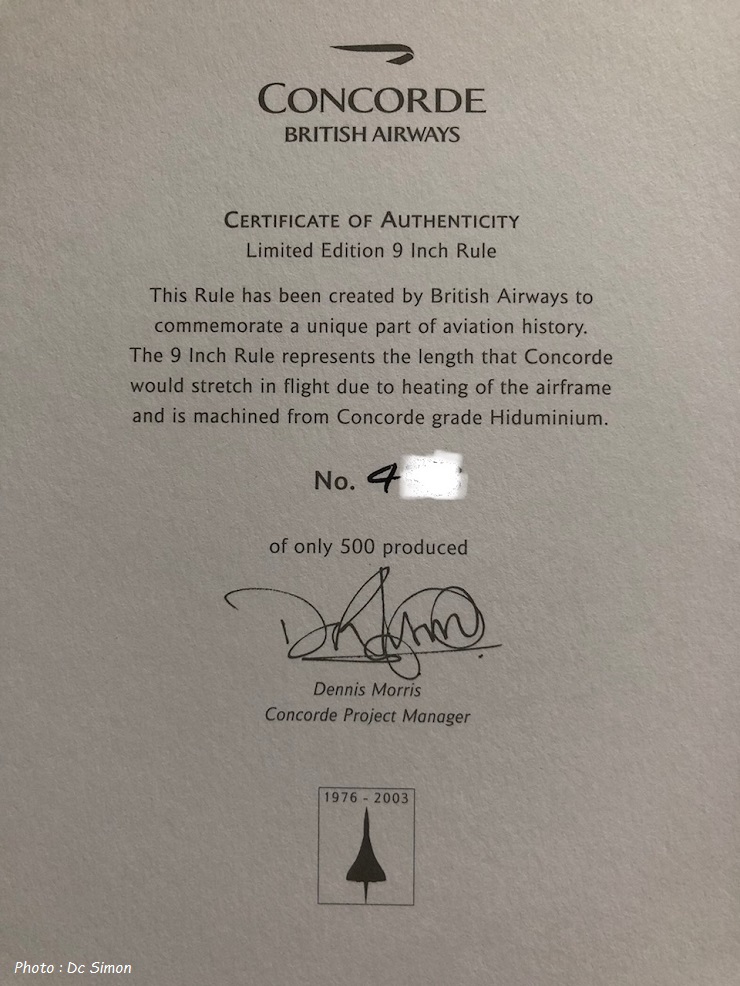 CONCORDE
BRITISH AIRWAYS
CERTIFICATE OF AUTHENTICITY
Limited Edition 9 Inch Rule
This Rule has been created by British Airways to
commemorate a unique part of aviation history.
The 9 Inch Rule represents the length that Concorde
would stretch in flight due to heating of the airframe
and is machined from Concorde grade Hiduminium.
No. 4
of only 500 produced
Dennis Morris
Concorde Project Manager
1976 - 2003
Photo : Dc Simon